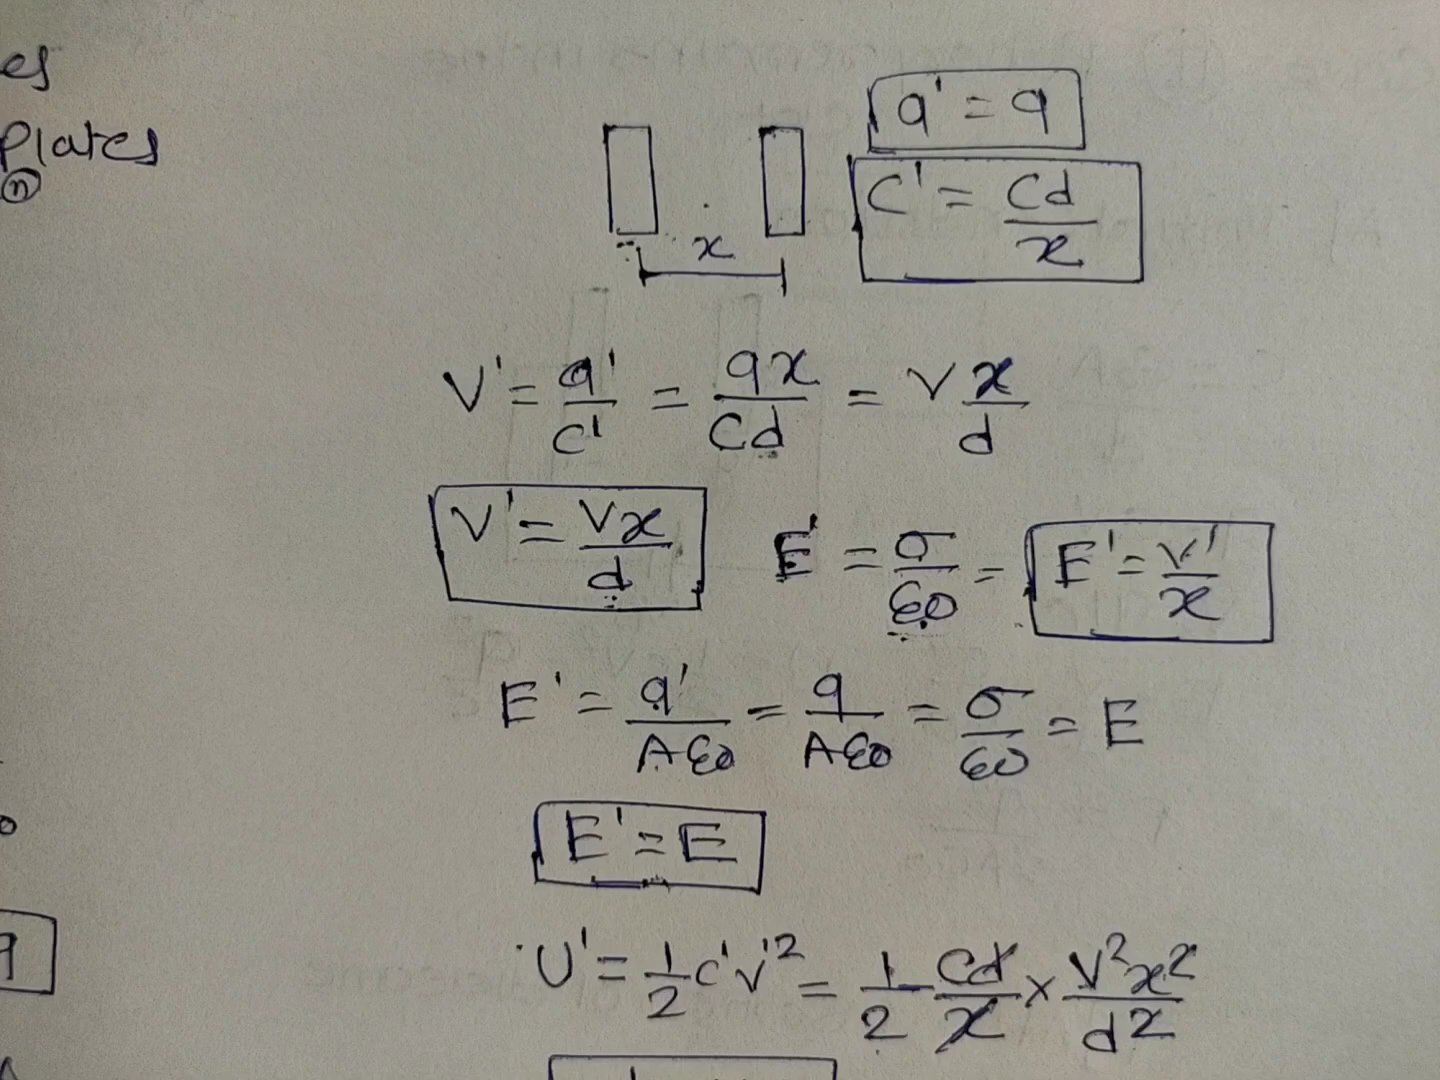 es
Plates
n
q' = q
C' = Cd/x
x
V' = q'/C' = qx/Cd = V x/d
V' = Vx/d
E' = σ/ε0 = E' = V'/x
E' = q'/Aε0 = q/Aε0 = σ/ε0 = E
E' = E
U' = 1/2 C'V'² = 1/2 Cd/x × V²x²/d²